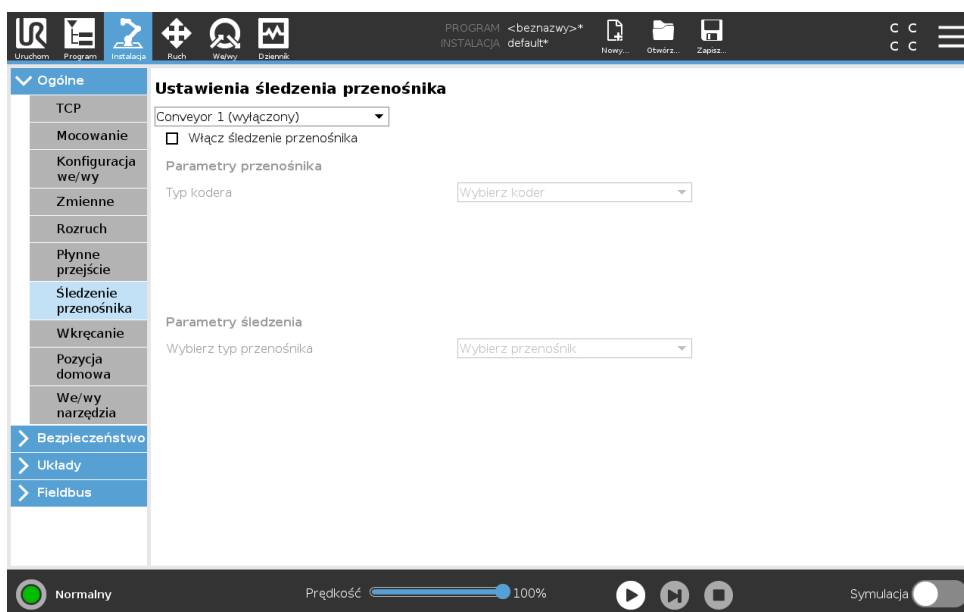 PROGRAM <beznazwy>*
INSTALACJA default*
Uruchom Program Instalacja Ruch We/wy Dziennik Nowy... Otwórz... Zapisz...
C C
C C
Ogólne
TCP
Mocowanie
Konfiguracja
we/wy
Zmienne
Rozruch
Płynne
przejście
Śledzenie
przenośnika
Wkręcanie
Pozycja
domowa
We/wy
narzędzia
Bezpieczeństwo
Układy
Fieldbus
Ustawienia śledzenia przenośnika
Conveyor 1 (wyłączony)
Włącz śledzenie przenośnika
Parametry przenośnika
Typ kodera Wybierz koder
Parametry śledzenia
Wybierz typ przenośnika Wybierz przenośnik
Normalny Prędkość 100% Symulacja